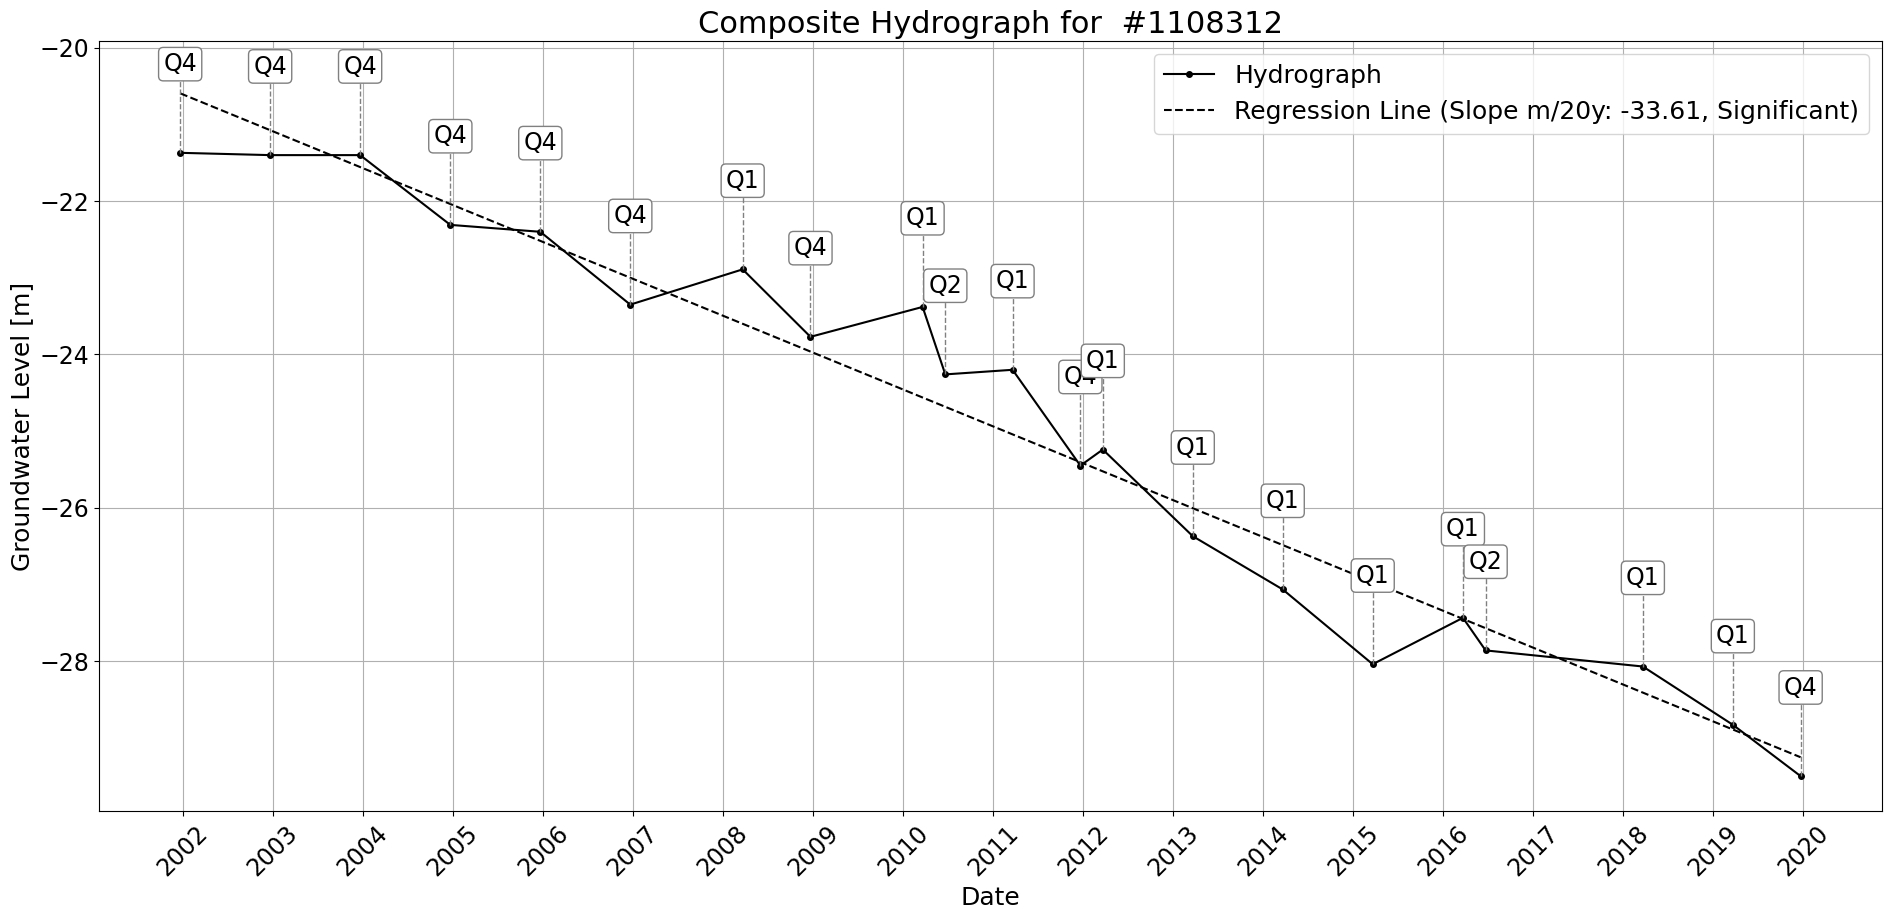 Composite Hydrograph for  #1108312
Hydrograph
Regression Line (Slope m/20y: -33.61, Significant)
Groundwater Level [m]
−20
−22
−24
−26
−28
Q4
Q4
Q4
Q4
Q4
Q4
Q1
Q4
Q1
Q2
Q1
Q4
Q1
Q1
Q1
Q1
Q1
Q2
Q1
Q1
Q4
2002
2003
2004
2005
2006
2007
2008
2009
2010
2011
2012
2013
2014
2015
2016
2017
2018
2019
2020
Date